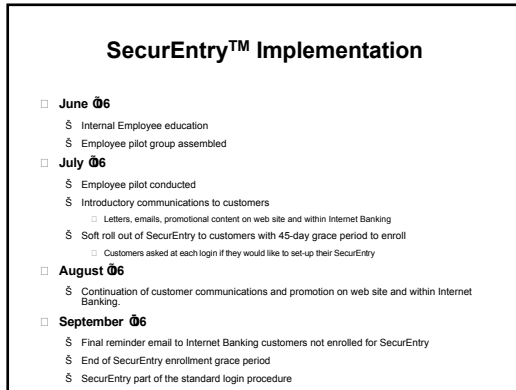 SecurEntry™ Implementation
□ June Õ06
Š Internal Employee education
Š Employee pilot group assembled
□ July Õ06
Š Employee pilot conducted
Š Introductory communications to customers
□ Letters, emails, promotional content on web site and within Internet Banking
Š Soft roll out of SecurEntry to customers with 45-day grace period to enroll
□ Customers asked at each login if they would like to set-up their SecurEntry
□ August Õ06
Š Continuation of customer communications and promotion on web site and within Internet
Banking.
□ September Õ06
Š Final reminder email to Internet Banking customers not enrolled for SecurEntry
Š End of SecurEntry enrollment grace period
Š SecurEntry part of the standard login procedure